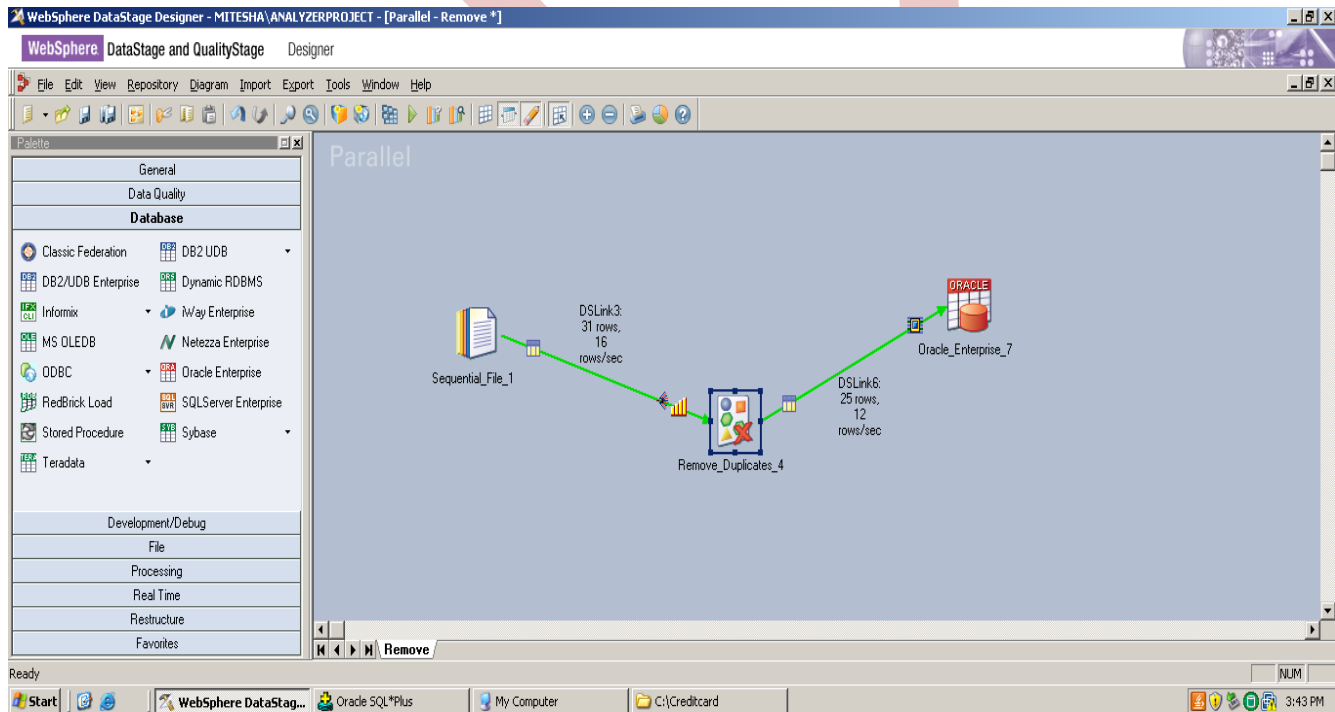 WebSphere DataStage Designer - MITESHA\ANALYZERPROJECT - [Parallel - Remove *]
WebSphere. DataStage and QualityStage Designer
File Edit View Repository Diagram Import Export Tools Window Help
Palette
General
Data Quality
Database
Classic Federation
DB2 UDB
DB2/UDB Enterprise
Dynamic RDBMS
Informix
iWay Enterprise
MS OLEDB
Netezza Enterprise
ODBC
Oracle Enterprise
RedBrick Load
SQLServer Enterprise
Stored Procedure
Sybase
Teradata
Development/Debug
File
Processing
Real Time
Restructure
Favorites
Parallel
Sequential_File_1
DSLink3:
31 rows,
16
rows/sec
Remove_Duplicates_4
DSLink6:
25 rows,
12
rows/sec
ORACLE
Oracle_Enterprise_7
Remove
Ready
NUM
Start
WebSphere DataStag...
Oracle SQL*Plus
My Computer
C:\Creditcard
3:43 PM